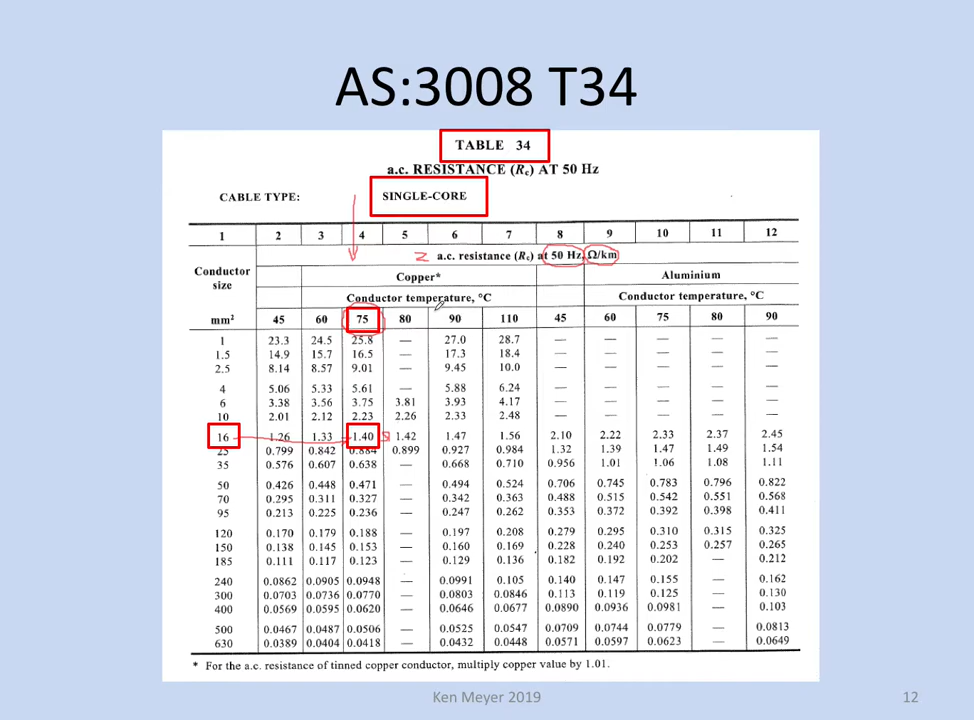 AS:3008 T34
TABLE 34
a.c. RESISTANCE (Rc) AT 50 Hz
CABLE TYPE: SINGLE-CORE
1 2 3 4 5 6 7 8 9 10 11 12
Conductor size mm² a.c. resistance (Rc) at 50 Hz, Ω/km
Copper* Aluminium
Conductor temperature, °C Conductor temperature, °C
45 60 75 80 90 110 45 60 75 80 90
1 23.3 24.5 25.8 — 27.0 28.7 — — — — —
1.5 14.9 15.7 16.5 — 17.3 18.4 — — — — —
2.5 8.14 8.57 9.01 — 9.45 10.0 — — — — —
4 5.06 5.33 5.61 — 5.88 6.24 — — — — —
6 3.38 3.56 3.75 3.81 3.93 4.17 — — — — —
10 2.01 2.12 2.23 2.26 2.33 2.48 — — — — —
16 1.26 1.33 1.40 1.42 1.47 1.56 2.10 2.22 2.33 2.37 2.45
25 0.799 0.842 0.884 0.899 0.927 0.984 1.32 1.39 1.47 1.49 1.54
35 0.576 0.607 0.638 — 0.668 0.710 0.956 1.01 1.06 1.08 1.11
50 0.426 0.448 0.471 — 0.494 0.524 0.706 0.745 0.783 0.796 0.822
70 0.295 0.311 0.327 — 0.342 0.363 0.488 0.515 0.542 0.551 0.568
95 0.213 0.225 0.236 — 0.247 0.262 0.353 0.372 0.392 0.398 0.411
120 0.170 0.179 0.188 — 0.197 0.208 0.279 0.295 0.310 0.315 0.325
150 0.138 0.145 0.153 — 0.160 0.169 0.228 0.240 0.253 0.257 0.265
185 0.111 0.117 0.123 — 0.129 0.136 0.182 0.192 0.202 — 0.212
240 0.0862 0.0905 0.0948 — 0.0991 0.105 0.140 0.147 0.155 — 0.162
300 0.0703 0.0736 0.0770 — 0.0803 0.0846 0.113 0.119 0.125 — 0.130
400 0.0569 0.0595 0.0620 — 0.0646 0.0677 0.0890 0.0936 0.0981 — 0.103
500 0.0467 0.0487 0.0506 — 0.0525 0.0547 0.0709 0.0744 0.0779 — 0.0813
630 0.0389 0.0404 0.0418 — 0.0432 0.0448 0.0571 0.0597 0.0623 — 0.0649
* For the a.c. resistance of tinned copper conductor, multiply copper value by 1.01.
Ken Meyer 2019
12